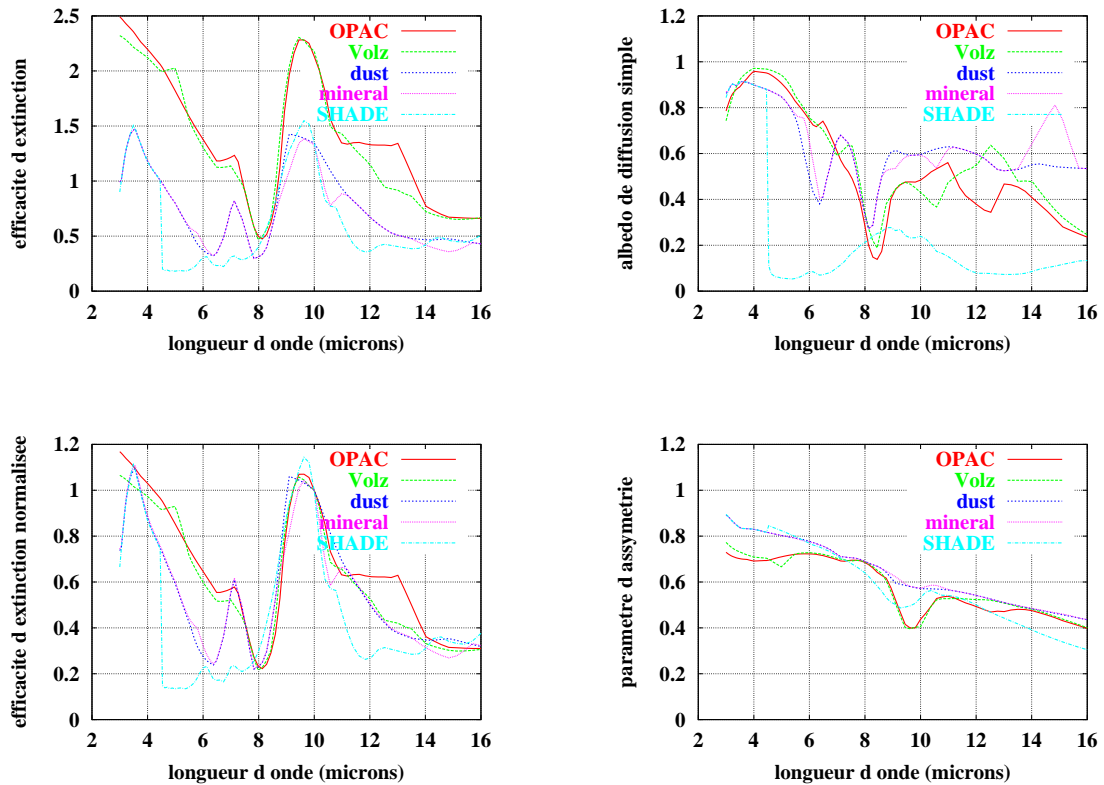 efficacite d extinction
2.5
2
1.5
1
0.5
0
OPAC
Volz
dust
mineral
SHADE
2 4 6 8 10 12 14 16
longueur d onde (microns)
albedo de diffusion simple
1.2
1
0.8
0.6
0.4
0.2
0
OPAC
Volz
dust
mineral
SHADE
2 4 6 8 10 12 14 16
longueur d onde (microns)
efficacite d extinction normalisee
1.2
1
0.8
0.6
0.4
0.2
0
OPAC
Volz
dust
mineral
SHADE
2 4 6 8 10 12 14 16
longueur d onde (microns)
parametre d assymetrie
1.2
1
0.8
0.6
0.4
0.2
0
OPAC
Volz
dust
mineral
SHADE
2 4 6 8 10 12 14 16
longueur d onde (microns)